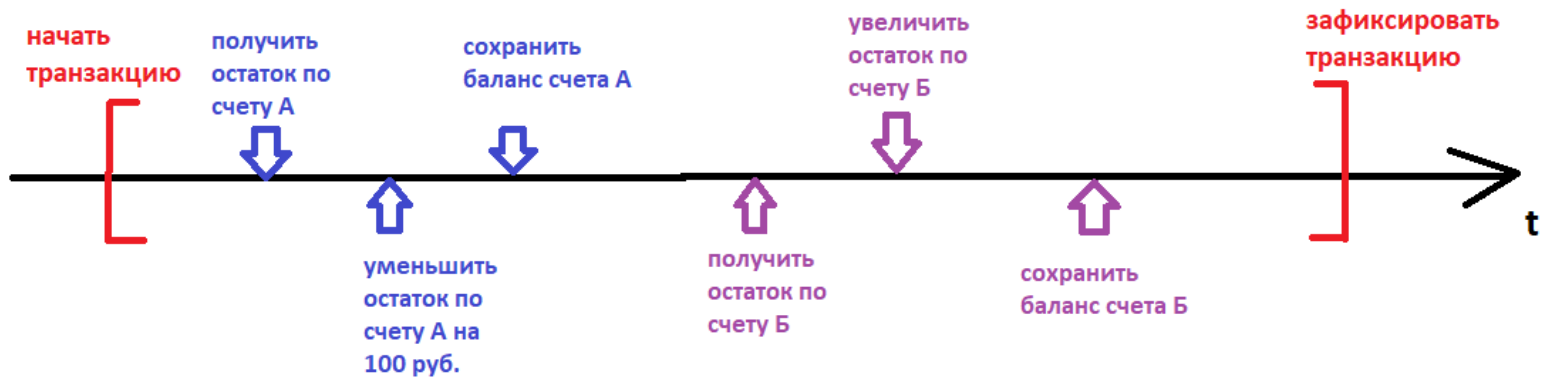 начать
транзакцию
получить
остаток по
счету А
уменьшить
остаток по
счету А на
100 руб.
сохранить
баланс счета А
получить
остаток по
счету Б
увеличить
остаток по
счету Б
сохранить
баланс счета Б
зафиксировать
транзакцию
t